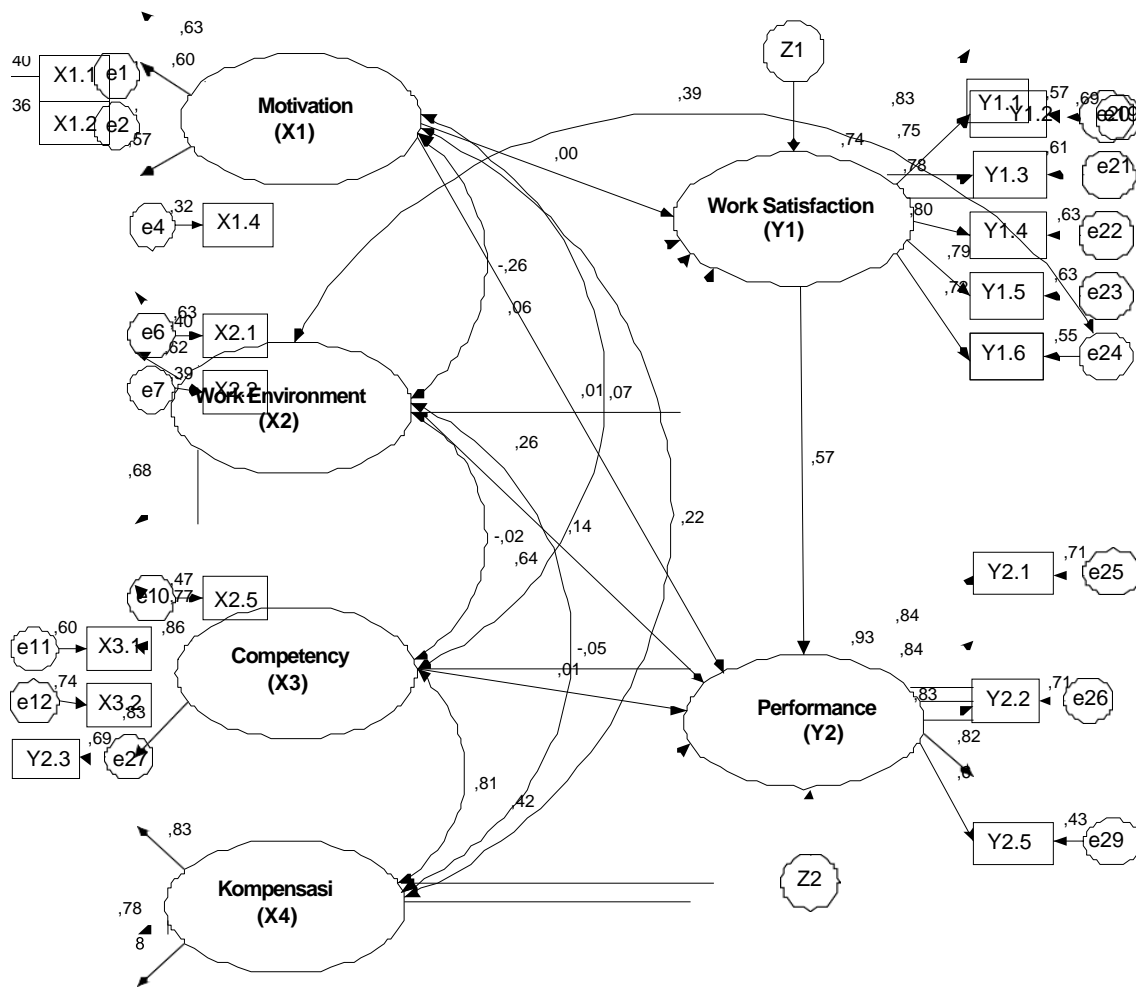 ,63
Z1
40
X1.1
e1
,60
,39
,83
Y1.1
,57
,69
Motivation
(X1)
36
X1.2
e2
,57
,00
,74
,75
Y1.2
,78
,61
Y1.3
e21
e4
,32
X1.4
Work Satisfaction
(Y1)
,80
Y1.4
,63
e22
-,26
,79
Y1.5
,63
e23
e6
,63
,40
X2.1
,06
Y1.6
,55
e24
,62
e7
,39
X2.2
Work Environment
(X2)
,01
,07
,26
,57
,68
-,02
,14
,22
,64
Y2.1
,71
e25
e10
,47
,77
X2.5
e11
,60
X3.1
,86
Competency
(X3)
-,05
,01
,93
,84
,84
e12
,74
X3.2
,83
Performance
(Y2)
,83
Y2.2
,71
e26
Y2.3
,69
e27
,82
,81
,42
,83
Y2.5
,43
e29
Kompensasi
(X4)
Z2
,78
8